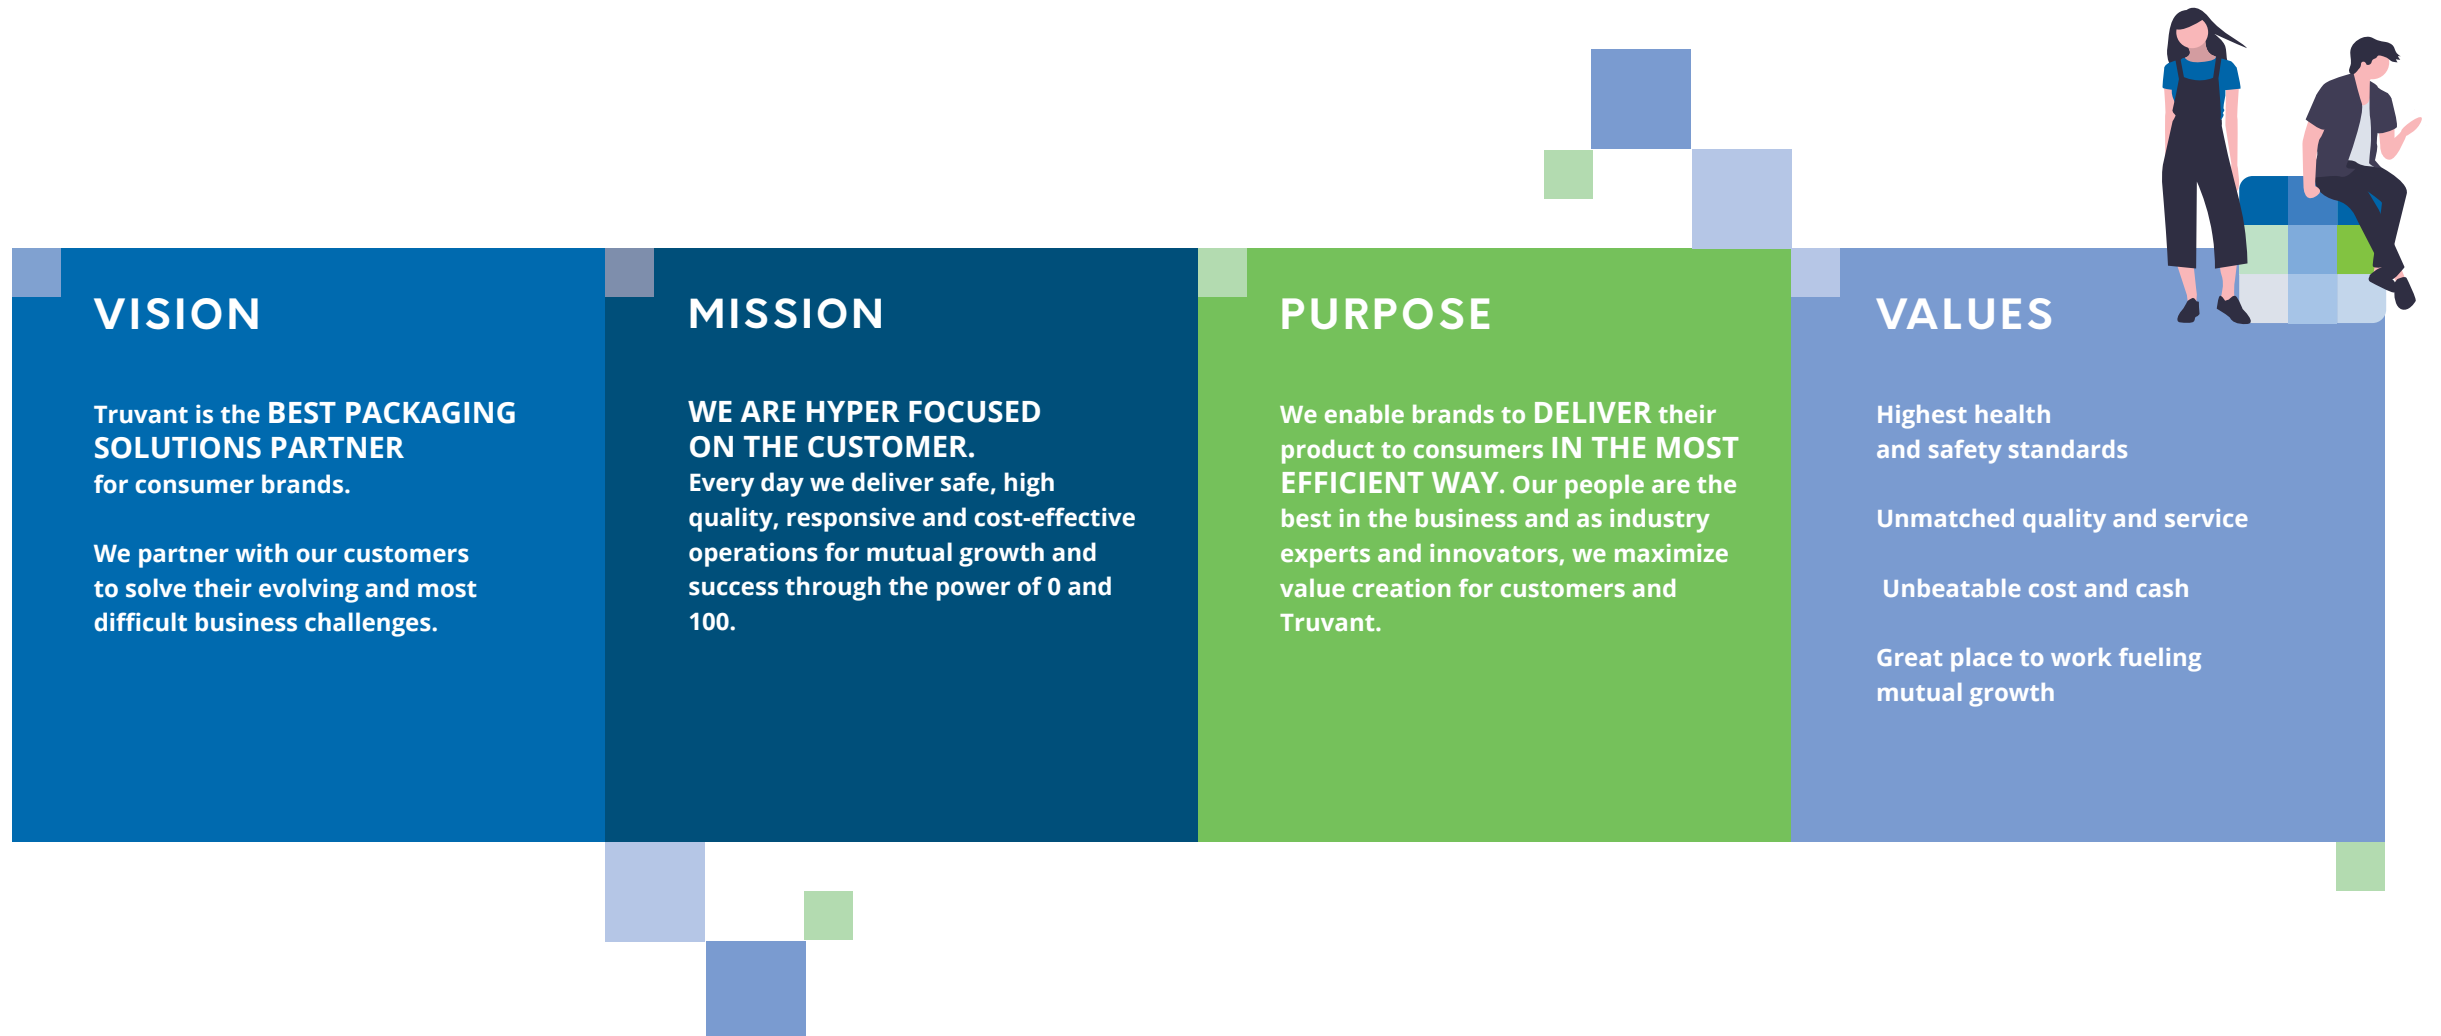 VISION
Truvant is the BEST PACKAGING
SOLUTIONS PARTNER
for consumer brands.
We partner with our customers
to solve their evolving and most
difficult business challenges.
MISSION
WE ARE HYPER FOCUSED
ON THE CUSTOMER.
Every day we deliver safe, high
quality, responsive and cost-effective
operations for mutual growth and
success through the power of 0 and
100.
PURPOSE
We enable brands to DELIVER their
product to consumers IN THE MOST
EFFICIENT WAY. Our people are the
best in the business and as industry
experts and innovators, we maximize
value creation for customers and
Truvant.
VALUES
Highest health
and safety standards
Unmatched quality and service
Unbeatable cost and cash
Great place to work fueling
mutual growth